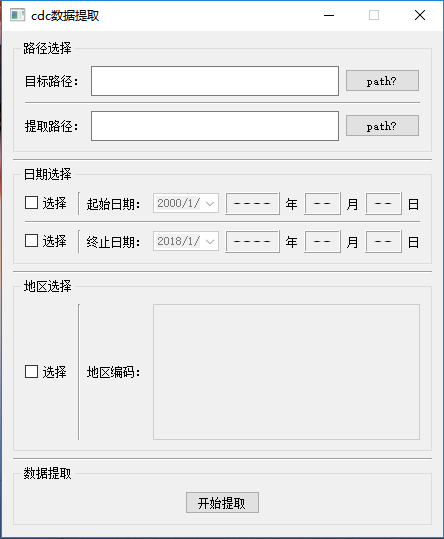 cdc数据提取
路径选择
目标路径： path?
提取路径： path?
日期选择
选择 起始日期： 2000/1/ ---- 年 -- 月 -- 日
选择 终止日期： 2018/1/ ---- 年 -- 月 -- 日
地区选择
选择 地区编码：
数据提取
开始提取